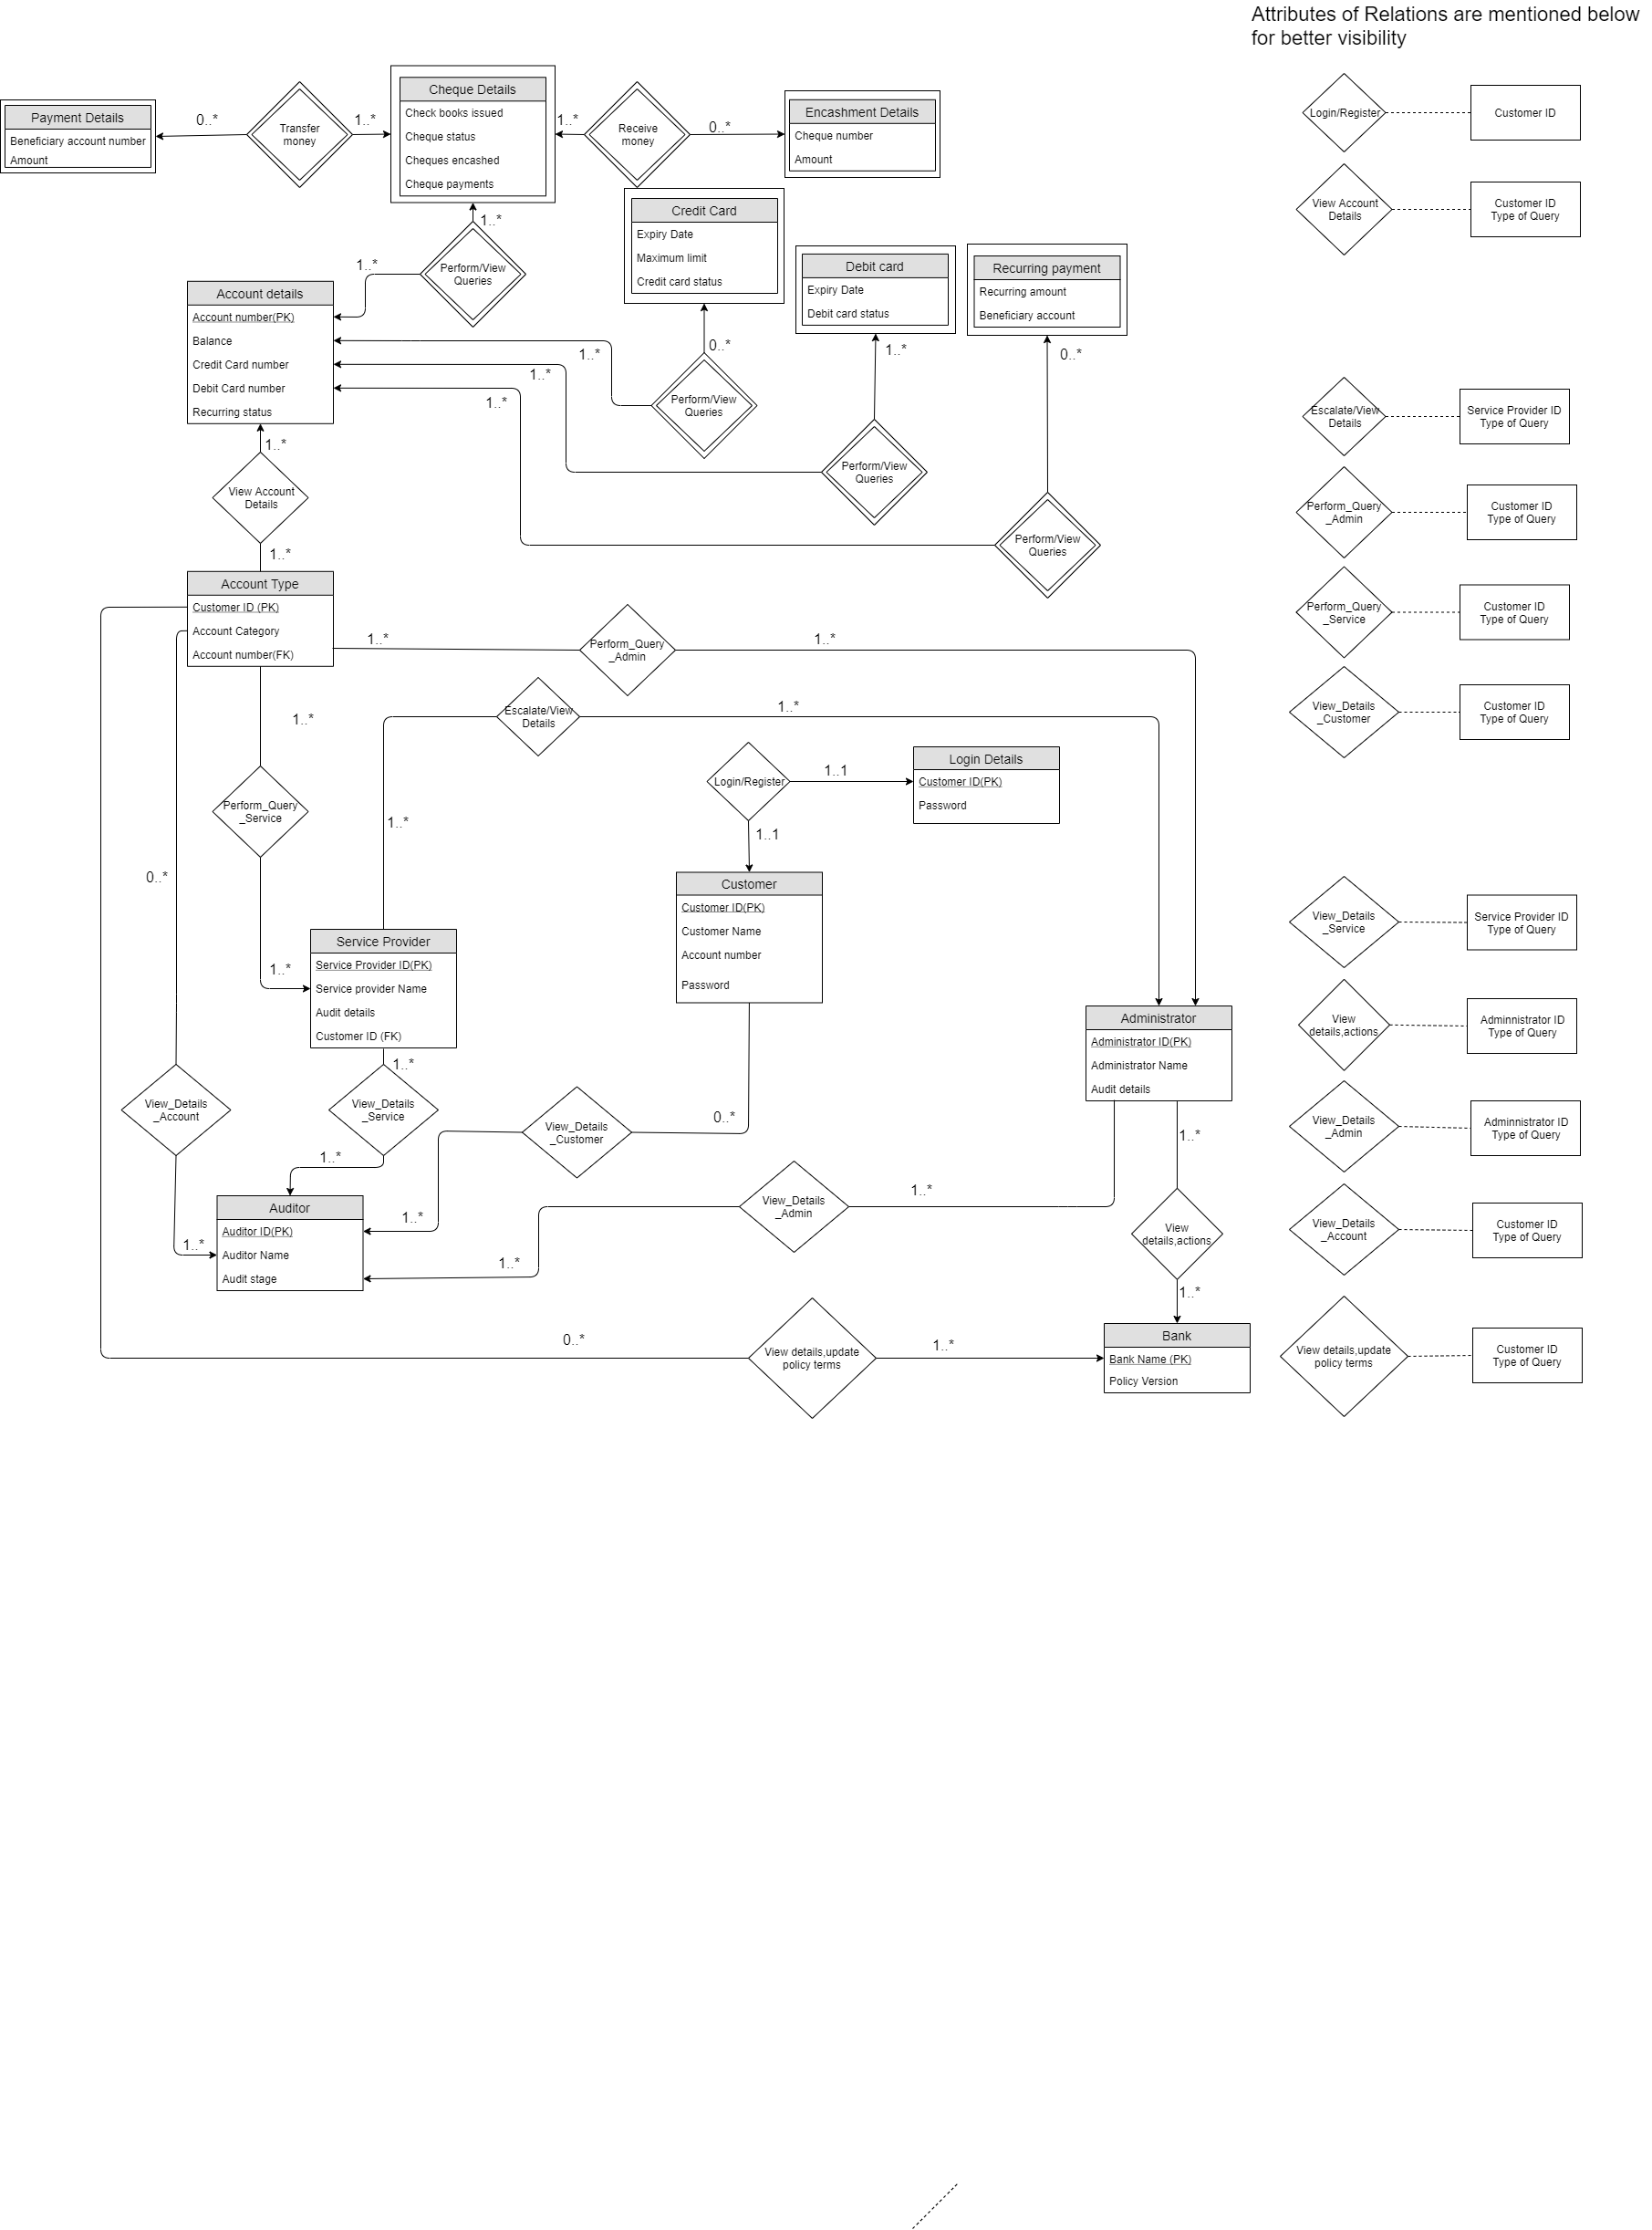 Attributes of Relations are mentioned below
for better visibility
Payment Details
Beneficiary account number
Amount
0..*
Transfer
money
1..*
Cheque Details
Check books issued
Cheque status
Cheques encashed
Cheque payments
1..*
Receive
money
0..*
Encashment Details
Cheque number
Amount
Login/Register
Customer ID
View Account
Details
Customer ID
Type of Query
1..*
Perform/View
Queries
1..*
Credit Card
Expiry Date
Maximum limit
Credit card status
Debit card
Expiry Date
Debit card status
Recurring payment
Recurring amount
Beneficiary account
Account details
Account number(PK)
Balance
Credit Card number
Debit Card number
Recurring status
1..*
1..*
1..*
0..*
1..*
0..*
Perform/View
Queries
Perform/View
Queries
Perform/View
Queries
1..*
View Account
Details
1..*
Escalate/View
Details
Service Provider ID
Type of Query
Perform_Query
_Admin
Customer ID
Type of Query
Perform_Query
_Service
Customer ID
Type of Query
View_Details
_Customer
Customer ID
Type of Query
Account Type
Customer ID (PK)
Account Category
Account number(FK)
1..*
Perform_Query
_Admin
1..*
1..*
Escalate/View
Details
1..*
1..*
Perform_Query
_Service
1..*
0..*
Login/Register
1..1
1..1
Login Details
Customer ID(PK)
Password
Customer
Customer ID(PK)
Customer Name
Account number
Password
Service Provider
Service Provider ID(PK)
Service provider Name
Audit details
Customer ID (FK)
Administrator
Administrator ID(PK)
Administrator Name
Audit details
View_Details
_Service
Service Provider ID
Type of Query
View
details,actions
Adminnistrator ID
Type of Query
View_Details
_Admin
Adminnistrator ID
Type of Query
View_Details
_Account
Customer ID
Type of Query
View details,update
policy terms
Customer ID
Type of Query
1..*
View_Details
_Account
View_Details
_Service
View_Details
_Customer
0..*
1..*
1..*
1..*
1..*
View_Details
_Admin
1..*
1..*
View
details,actions
1..*
1..*
Auditor
Auditor ID(PK)
Auditor Name
Audit stage
0..*
View details,update
policy terms
1..*
Bank
Bank Name (PK)
Policy Version